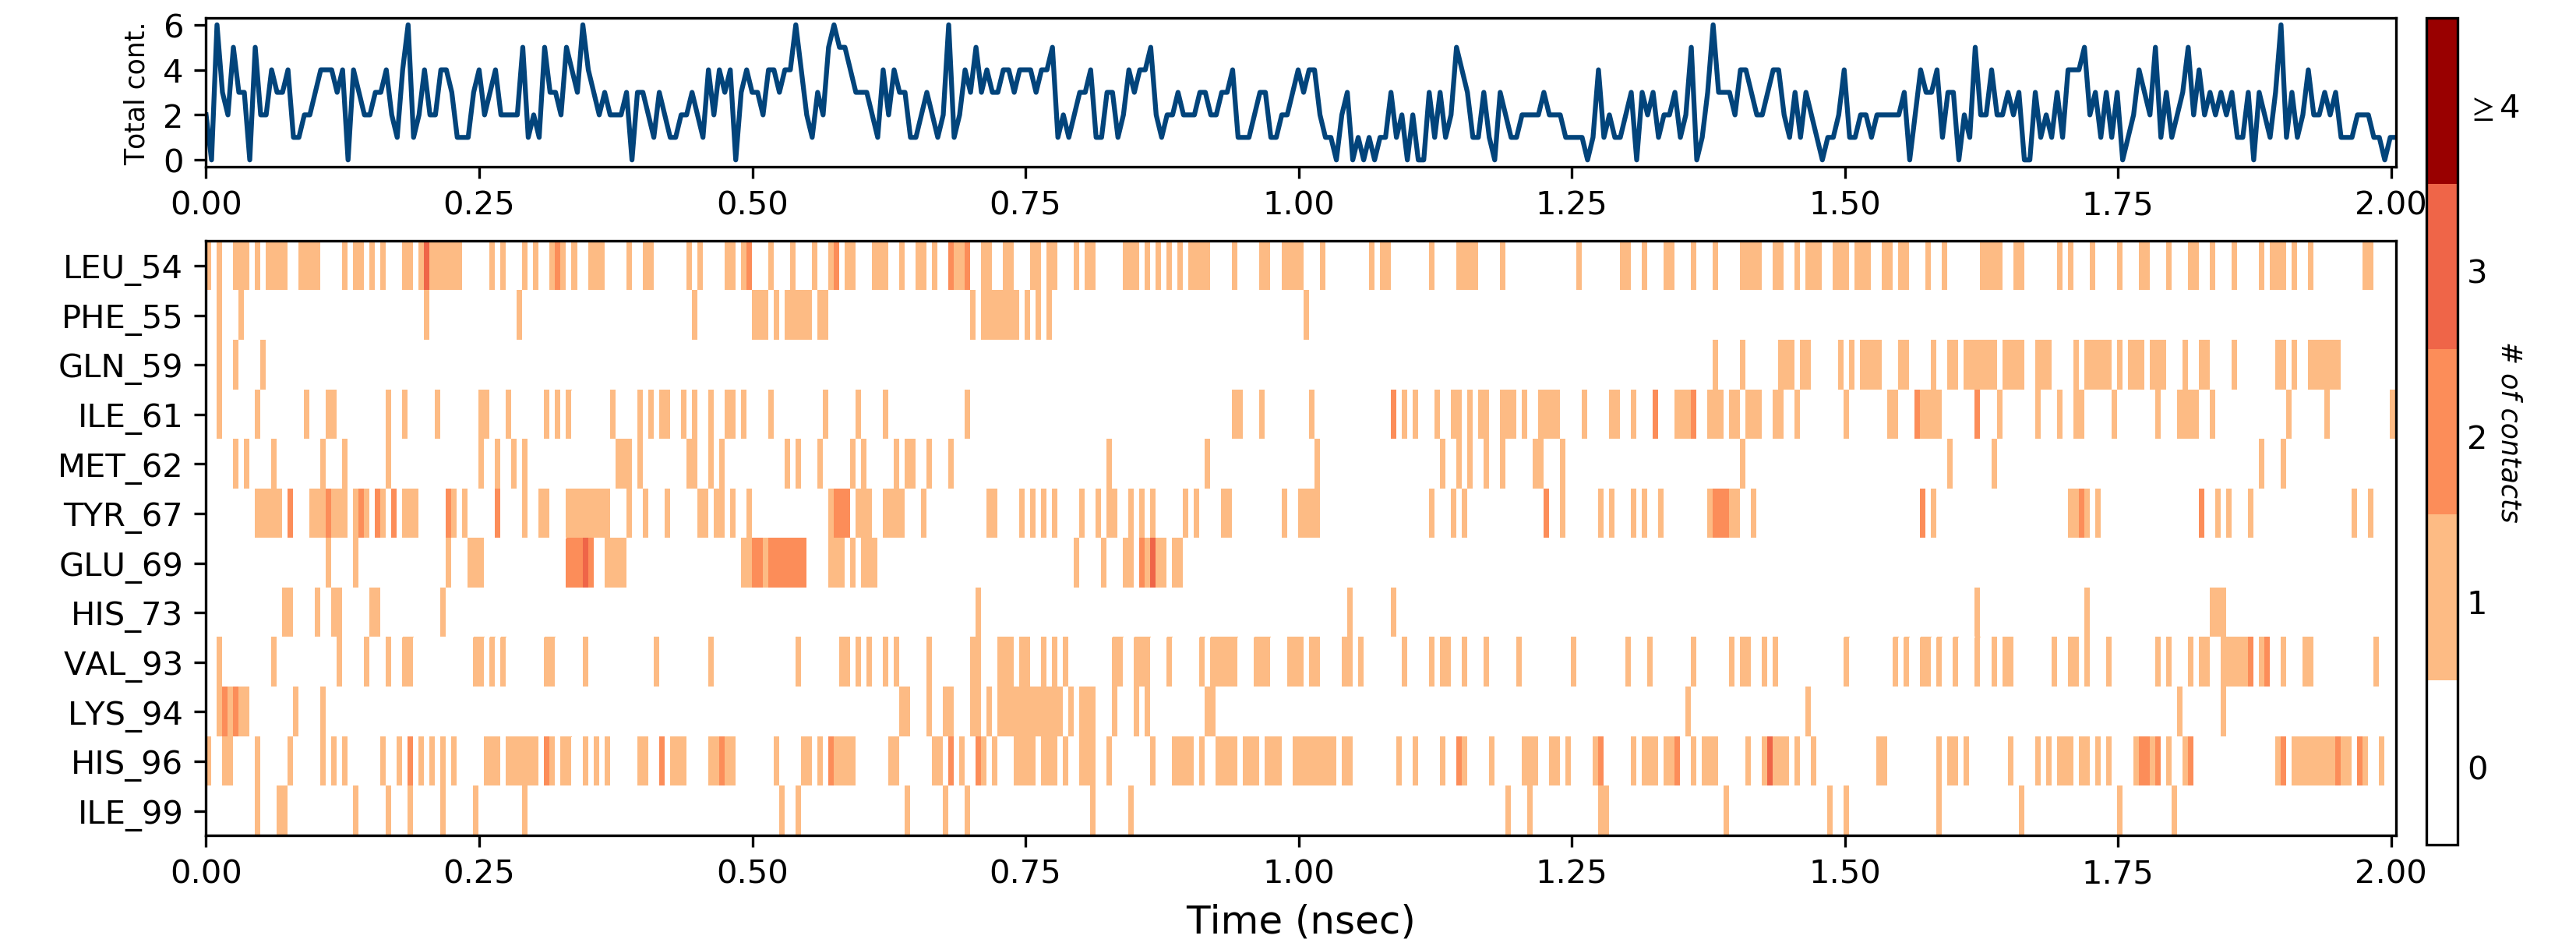 Total cont.
6
4
2
0
0.00 0.25 0.50 0.75 1.00 1.25 1.50 1.75 2.00
LEU_54
PHE_55
GLN_59
ILE_61
MET_62
TYR_67
GLU_69
HIS_73
VAL_93
LYS_94
HIS_96
ILE_99
0.00 0.25 0.50 0.75 1.00 1.25 1.50 1.75 2.00
Time (nsec)
≥4
3
2
1
0
# of contacts